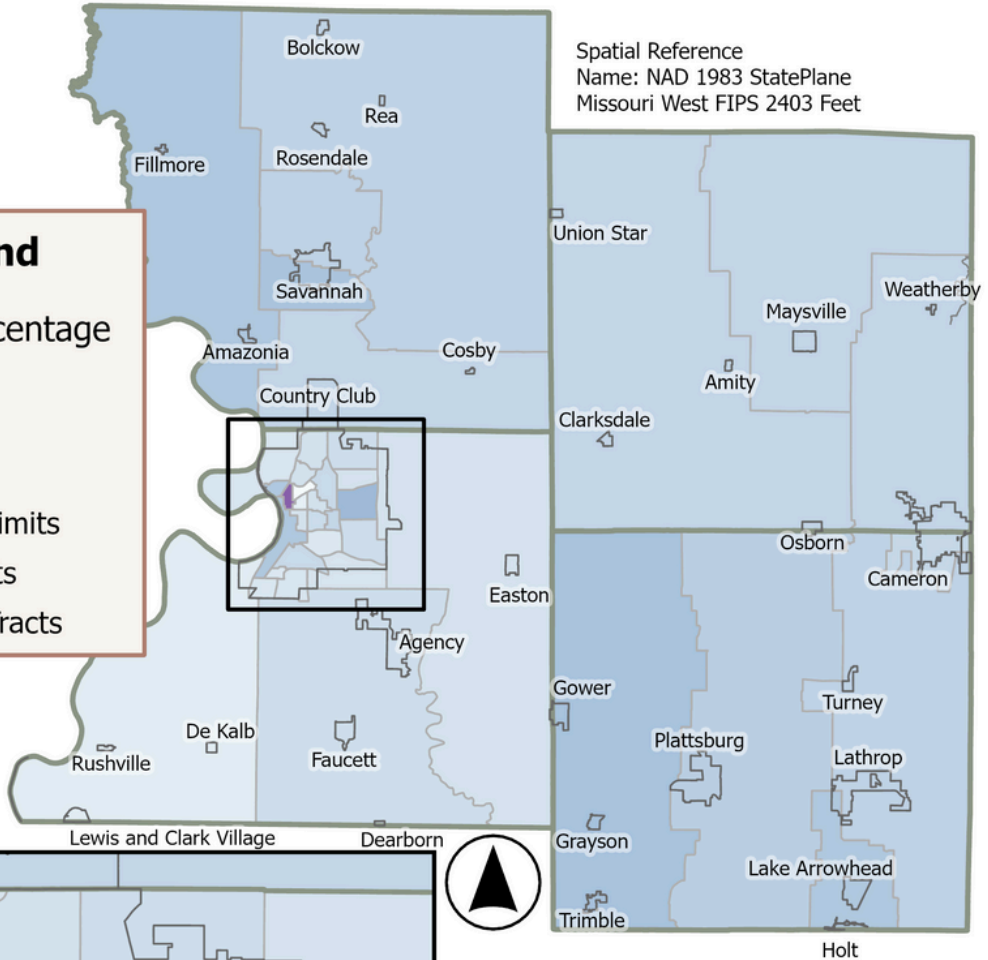 Bolckow
Spatial Reference
Name: NAD 1983 StatePlane
Missouri West FIPS 2403 Feet
Rea
Rosendale
Fillmore
Union Star
nd
Savannah
Weatherby
Maysville
centage
Amazonia
Cosby
Amity
Country Club
Clarksdale
imits
Osborn
ts
Cameron
Easton
racts
Agency
Gower
Turney
De Kalb
Plattsburg
Rushville
Faucett
Lathrop
Lewis and Clark Village
Dearborn
Grayson
Lake Arrowhead
Trimble
Holt